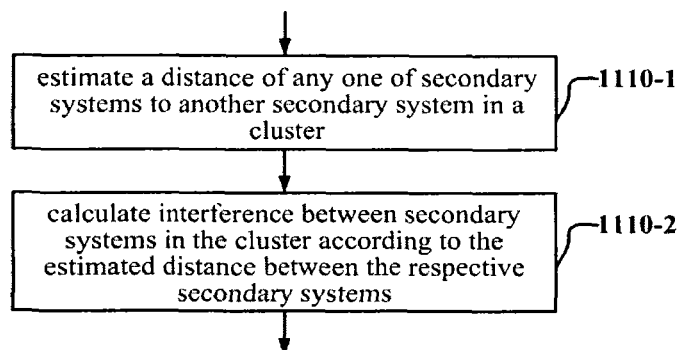 estimate a distance of any one of secondary
systems to another secondary system in a
cluster
1110-1
calculate interference between secondary
systems in the cluster according to the
estimated distance between the respective
secondary systems
1110-2